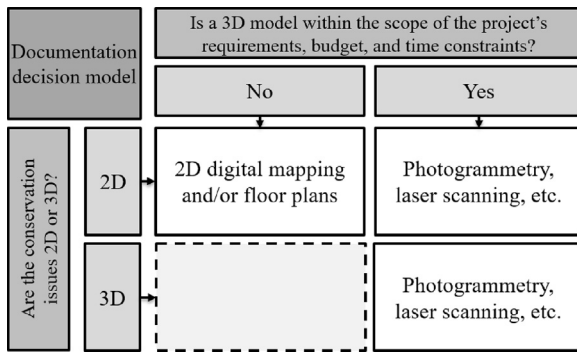 Documentation
decision model
Is a 3D model within the scope of the project's
requirements, budget, and time constraints?
No
Yes
Are the conservation
issues 2D or 3D?
2D
2D digital mapping
and/or floor plans
Photogrammetry,
laser scanning, etc.
3D
Photogrammetry,
laser scanning, etc.